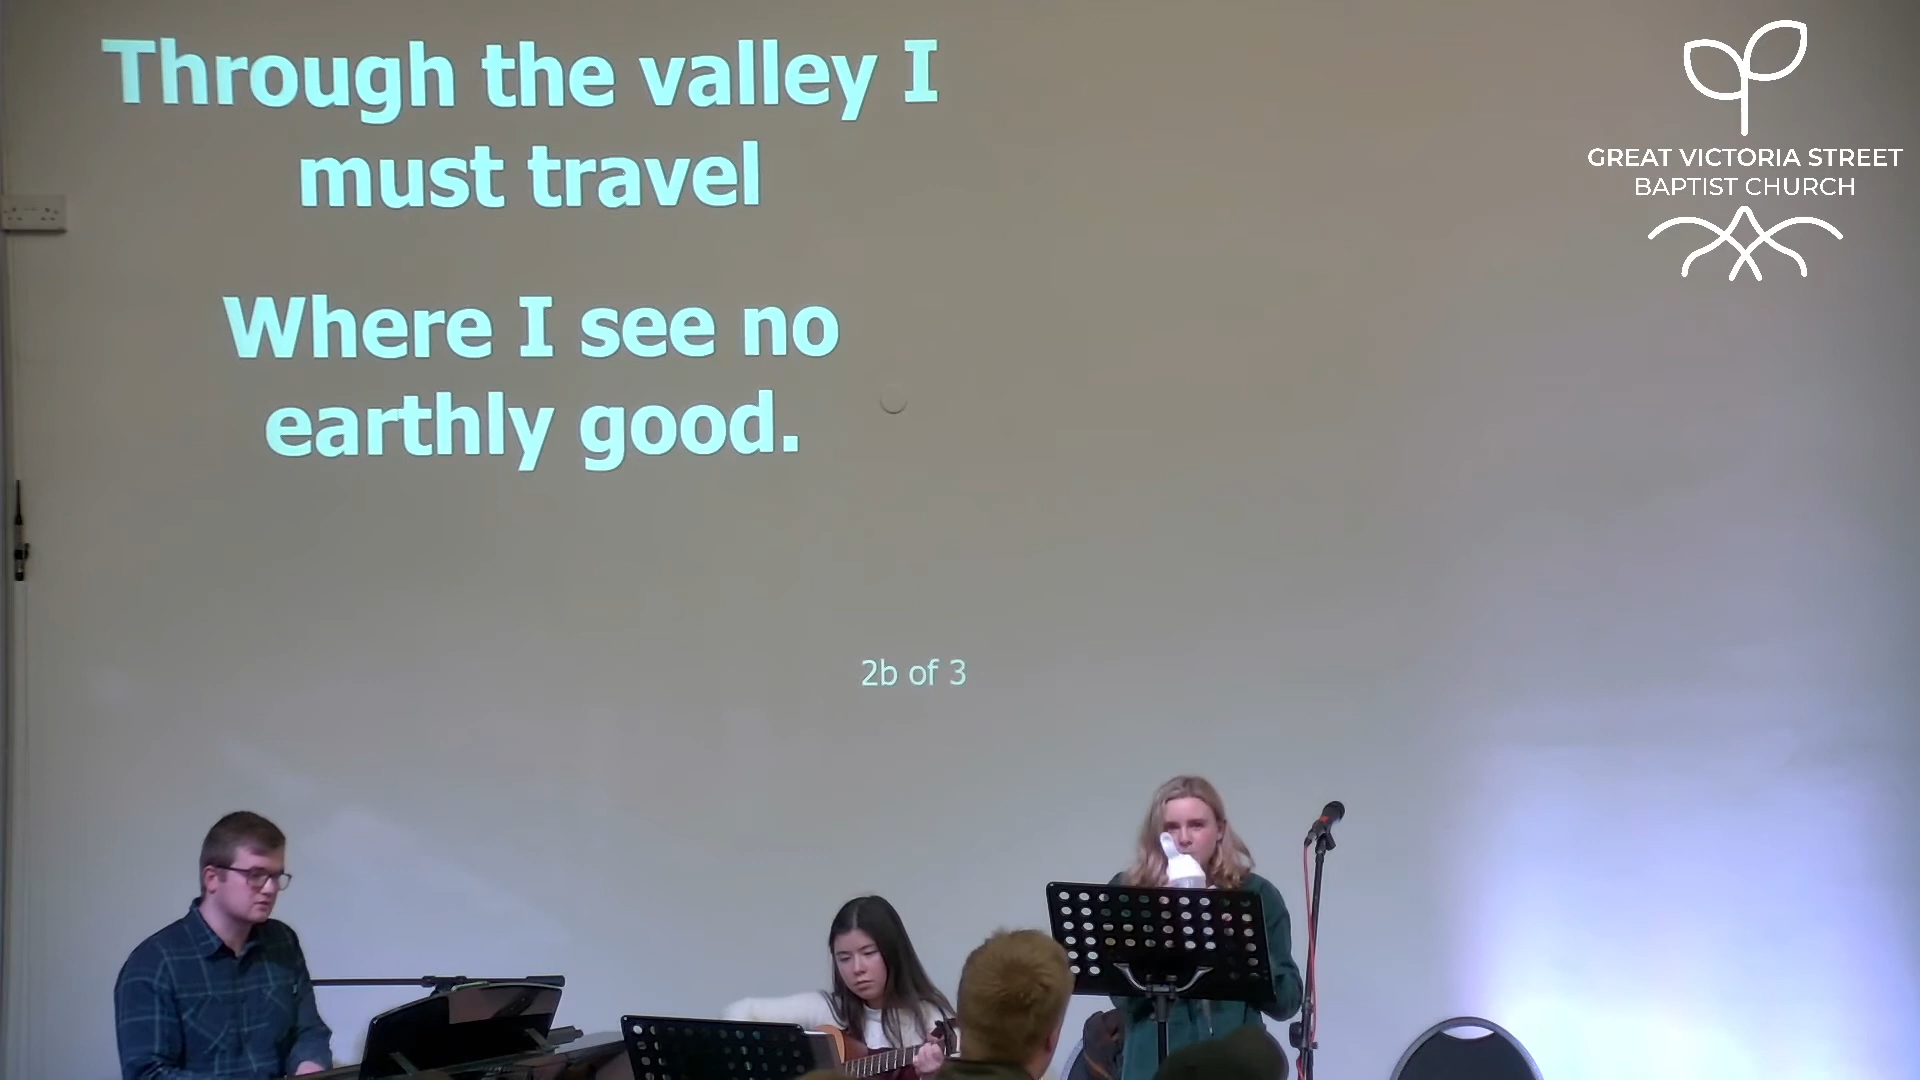 Through the valley I
must travel
Where I see no
earthly good.
2b of 3
GREAT VICTORIA STREET
BAPTIST CHURCH